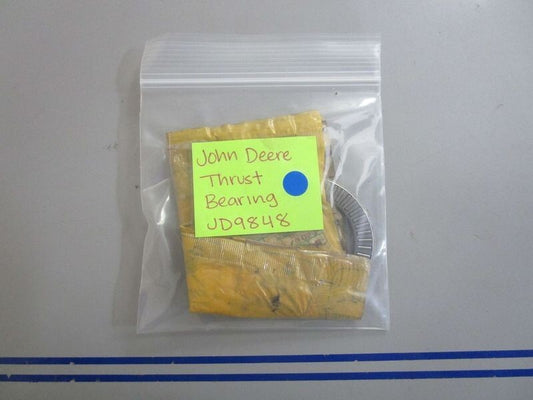 John Deere
Thrust
Bearing
JD9848